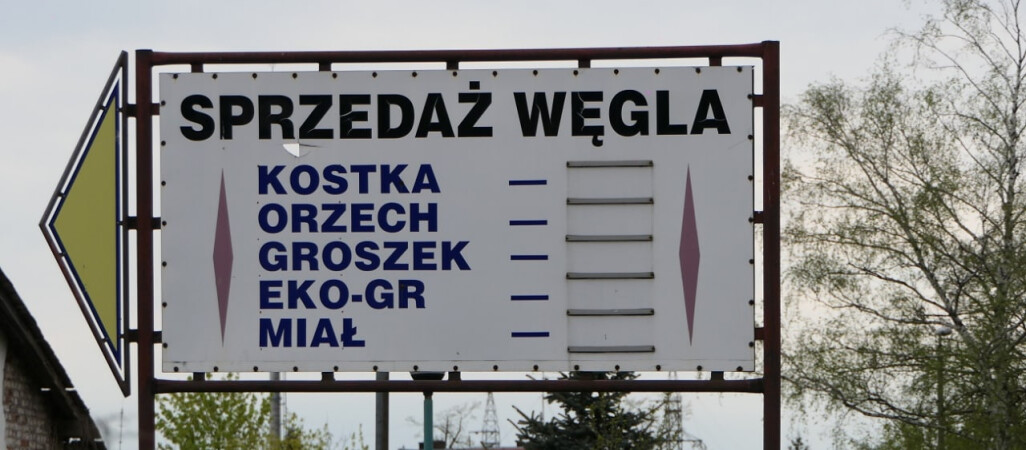 SPRZEDAŻ WĘGLA
KOSTKA –
ORZECH –
GROSZEK –
EKO-GR –
MIAŁ –